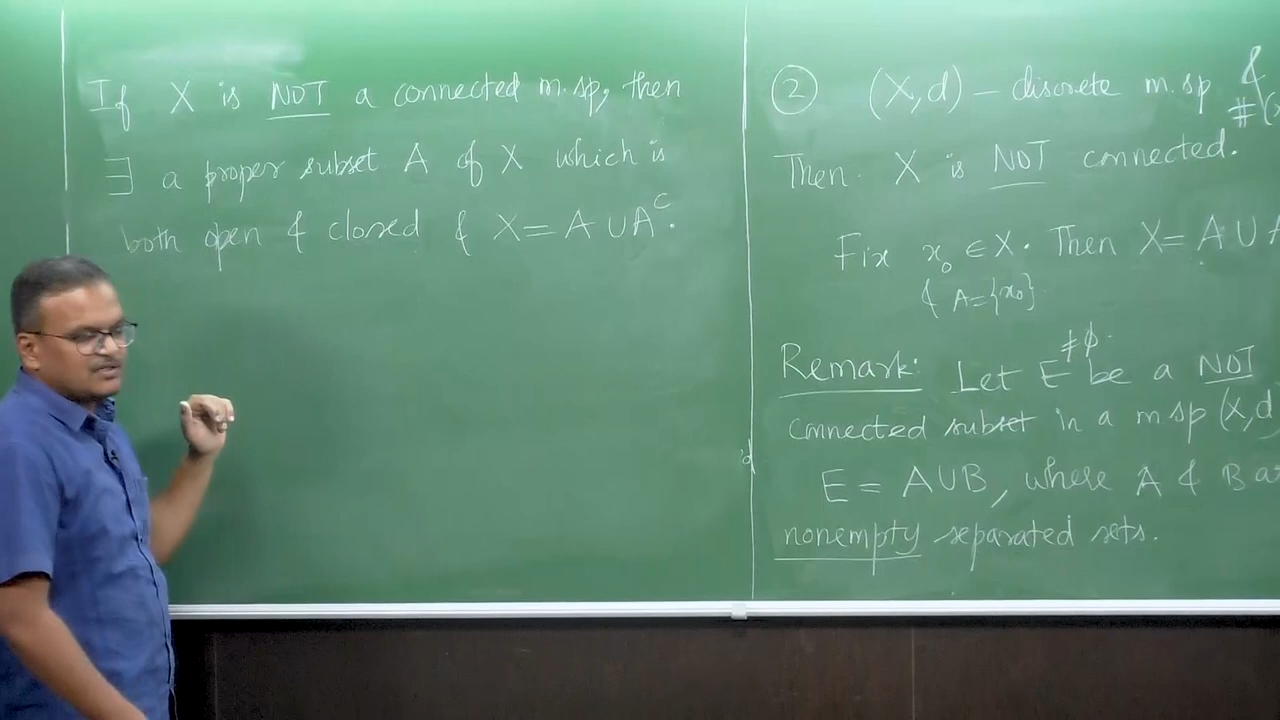 If X is NOT a connected m.sp, then
∃ a proper subset A of X which is
both open & closed & X = A ∪ A^c.
② (X,d) – discrete m.sp &
#(x
Then X is NOT connected.
Fix x₀ ∈ X. Then X = A ∪ A
& A = {x₀}
Remark: Let E ≠ϕ. be a NOT
connected subset in a m sp (X,d
E = A∪B, where A & B a
nonempty separated sets.